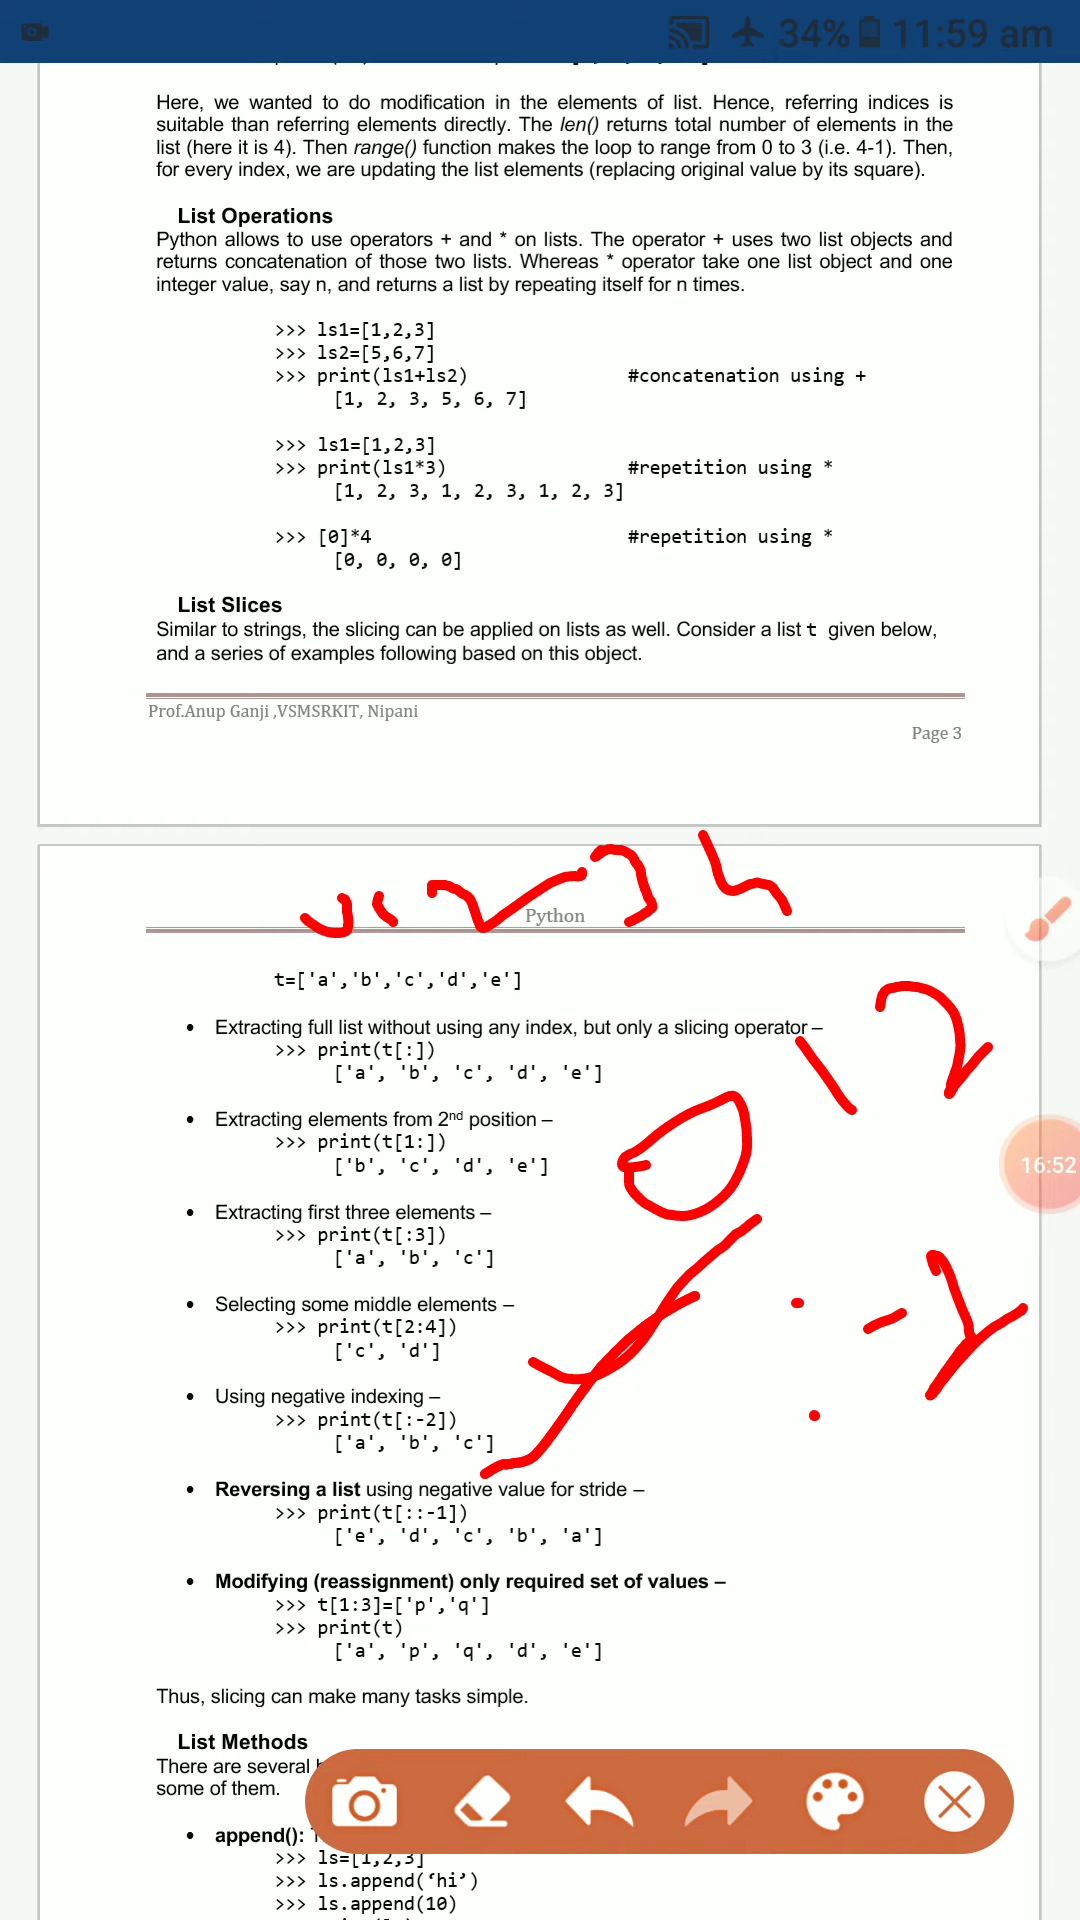 34% 11:59 am
Here, we wanted to do modification in the elements of list. Hence, referring indices is
suitable than referring elements directly. The len() returns total number of elements in the
list (here it is 4). Then range() function makes the loop to range from 0 to 3 (i.e. 4-1). Then,
for every index, we are updating the list elements (replacing original value by its square).
List Operations
Python allows to use operators + and * on lists. The operator + uses two list objects and
returns concatenation of those two lists. Whereas * operator take one list object and one
integer value, say n, and returns a list by repeating itself for n times.
>>> ls1=[1,2,3]
>>> ls2=[5,6,7]
>>> print(ls1+ls2) #concatenation using +
[1, 2, 3, 5, 6, 7]
>>> ls1=[1,2,3]
>>> print(ls1*3) #repetition using *
[1, 2, 3, 1, 2, 3, 1, 2, 3]
>>> [0]*4 #repetition using *
[0, 0, 0, 0]
List Slices
Similar to strings, the slicing can be applied on lists as well. Consider a list t given below,
and a series of examples following based on this object.
Prof.Anup Ganji ,VSMSRKIT, Nipani
Page 3
Python
t=['a','b','c','d','e']
• Extracting full list without using any index, but only a slicing operator –
>>> print(t[:])
['a', 'b', 'c', 'd', 'e']
• Extracting elements from 2nd position –
>>> print(t[1:])
['b', 'c', 'd', 'e']
16:52
• Extracting first three elements –
>>> print(t[:3])
['a', 'b', 'c']
• Selecting some middle elements –
>>> print(t[2:4])
['c', 'd']
• Using negative indexing –
>>> print(t[:-2])
['a', 'b', 'c']
• Reversing a list using negative value for stride –
>>> print(t[::-1])
['e', 'd', 'c', 'b', 'a']
• Modifying (reassignment) only required set of values –
>>> t[1:3]=['p','q']
>>> print(t)
['a', 'p', 'q', 'd', 'e']
Thus, slicing can make many tasks simple.
List Methods
There are several
some of them.
• append():
>>> ls=[1,2,3]
>>> ls.append(‘hi’)
>>> ls.append(10)